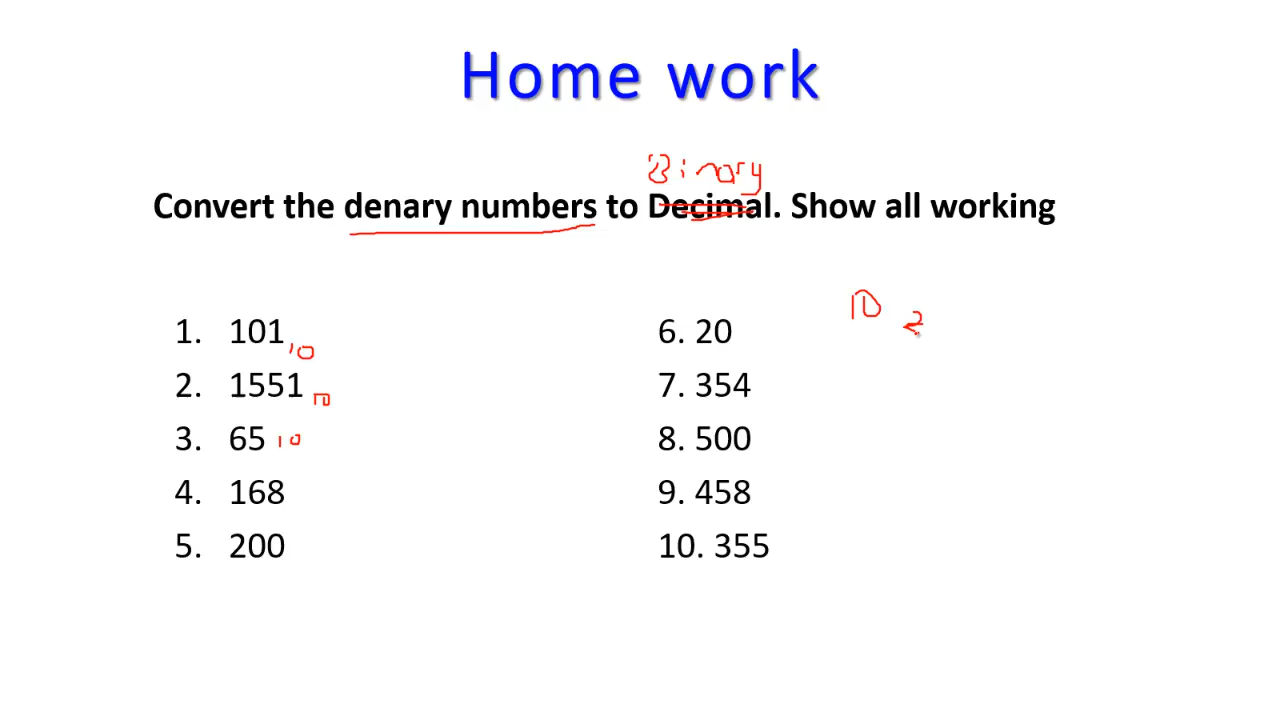 Home work
Binary
Convert the denary numbers to Decimal. Show all working
1. 101 10
2. 1551 10
3. 65 10
4. 168
5. 200
6. 20
7. 354
8. 500
9. 458
10. 355
10 2